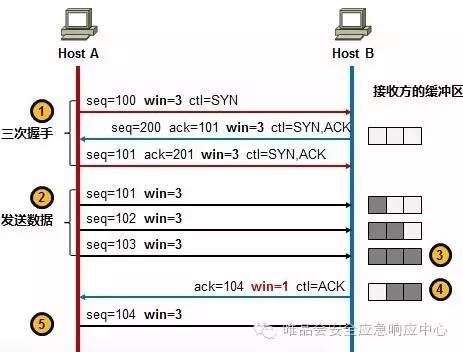 Host A
Host B
接收方的缓冲区
1
三次握手
seq=100 win=3 ctl=SYN
seq=200 ack=101 win=3 ctl=SYN,ACK
seq=101 ack=201 win=3 ctl=SYN,ACK
2
发送数据
seq=101 win=3
seq=102 win=3
seq=103 win=3
3
ack=104 win=1 ctl=ACK
4
5
seq=104 win=3
唯品会安全应急响应中心